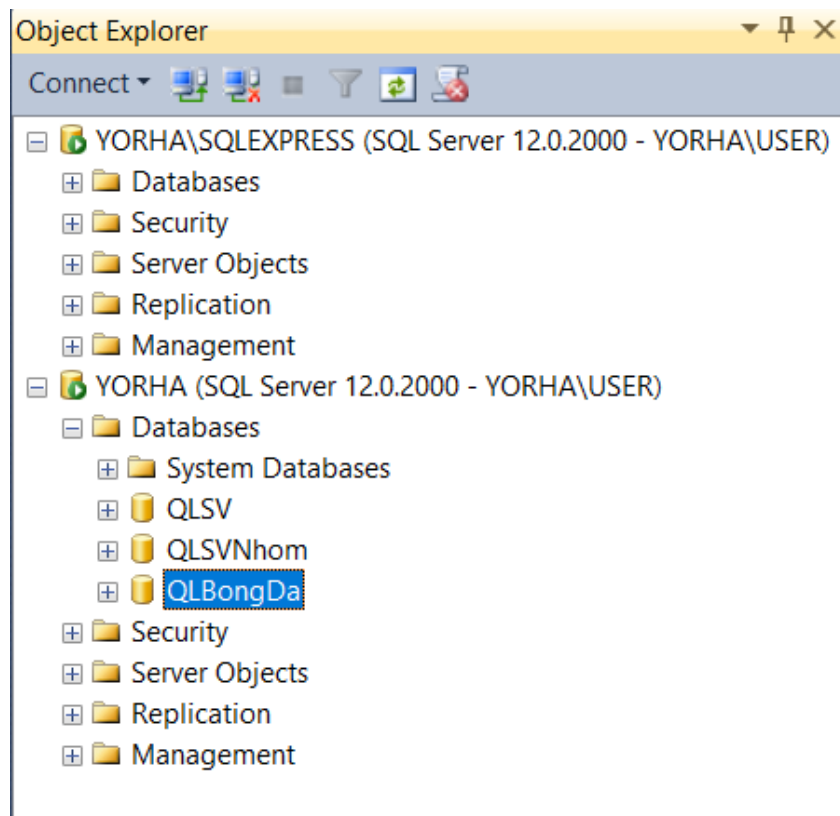 Object Explorer
Connect
YORHA\SQLEXPRESS (SQL Server 12.0.2000 - YORHA\USER)
Databases
Security
Server Objects
Replication
Management
YORHA (SQL Server 12.0.2000 - YORHA\USER)
Databases
System Databases
QLSV
QLSVNhom
QLBongDa
Security
Server Objects
Replication
Management